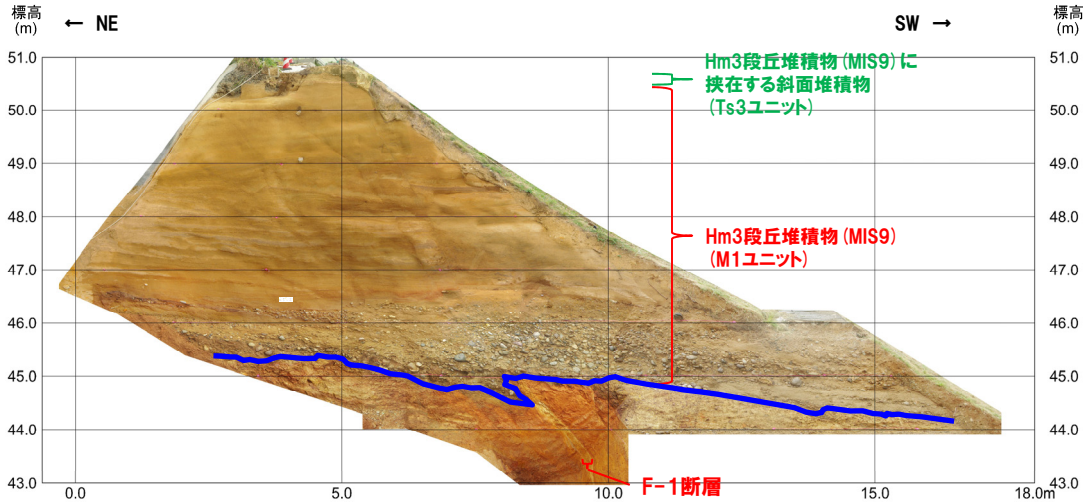 標高
(m)
← NE
SW →
標高
(m)
51.0
50.0
49.0
48.0
47.0
46.0
45.0
44.0
43.0
Hm3段丘堆積物(MIS9)に
挟在する斜面堆積物
(Ts3ユニット)
Hm3段丘堆積物(MIS9)
(M1ユニット)
F-1断層
51.0
50.0
49.0
48.0
47.0
46.0
45.0
44.0
43.0
0.0
5.0
10.0
15.0
18.0m